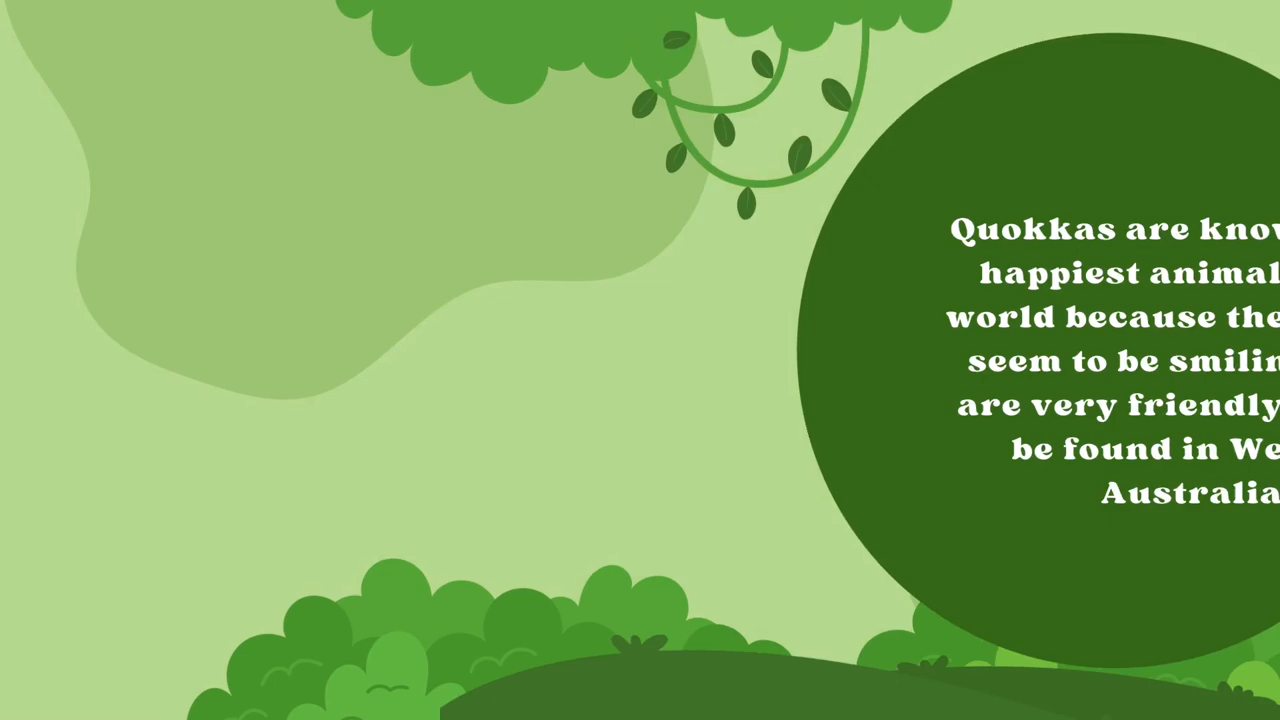 Quokkas are know
happiest animal
world because the
seem to be smilin
are very friendly
be found in We
Australia